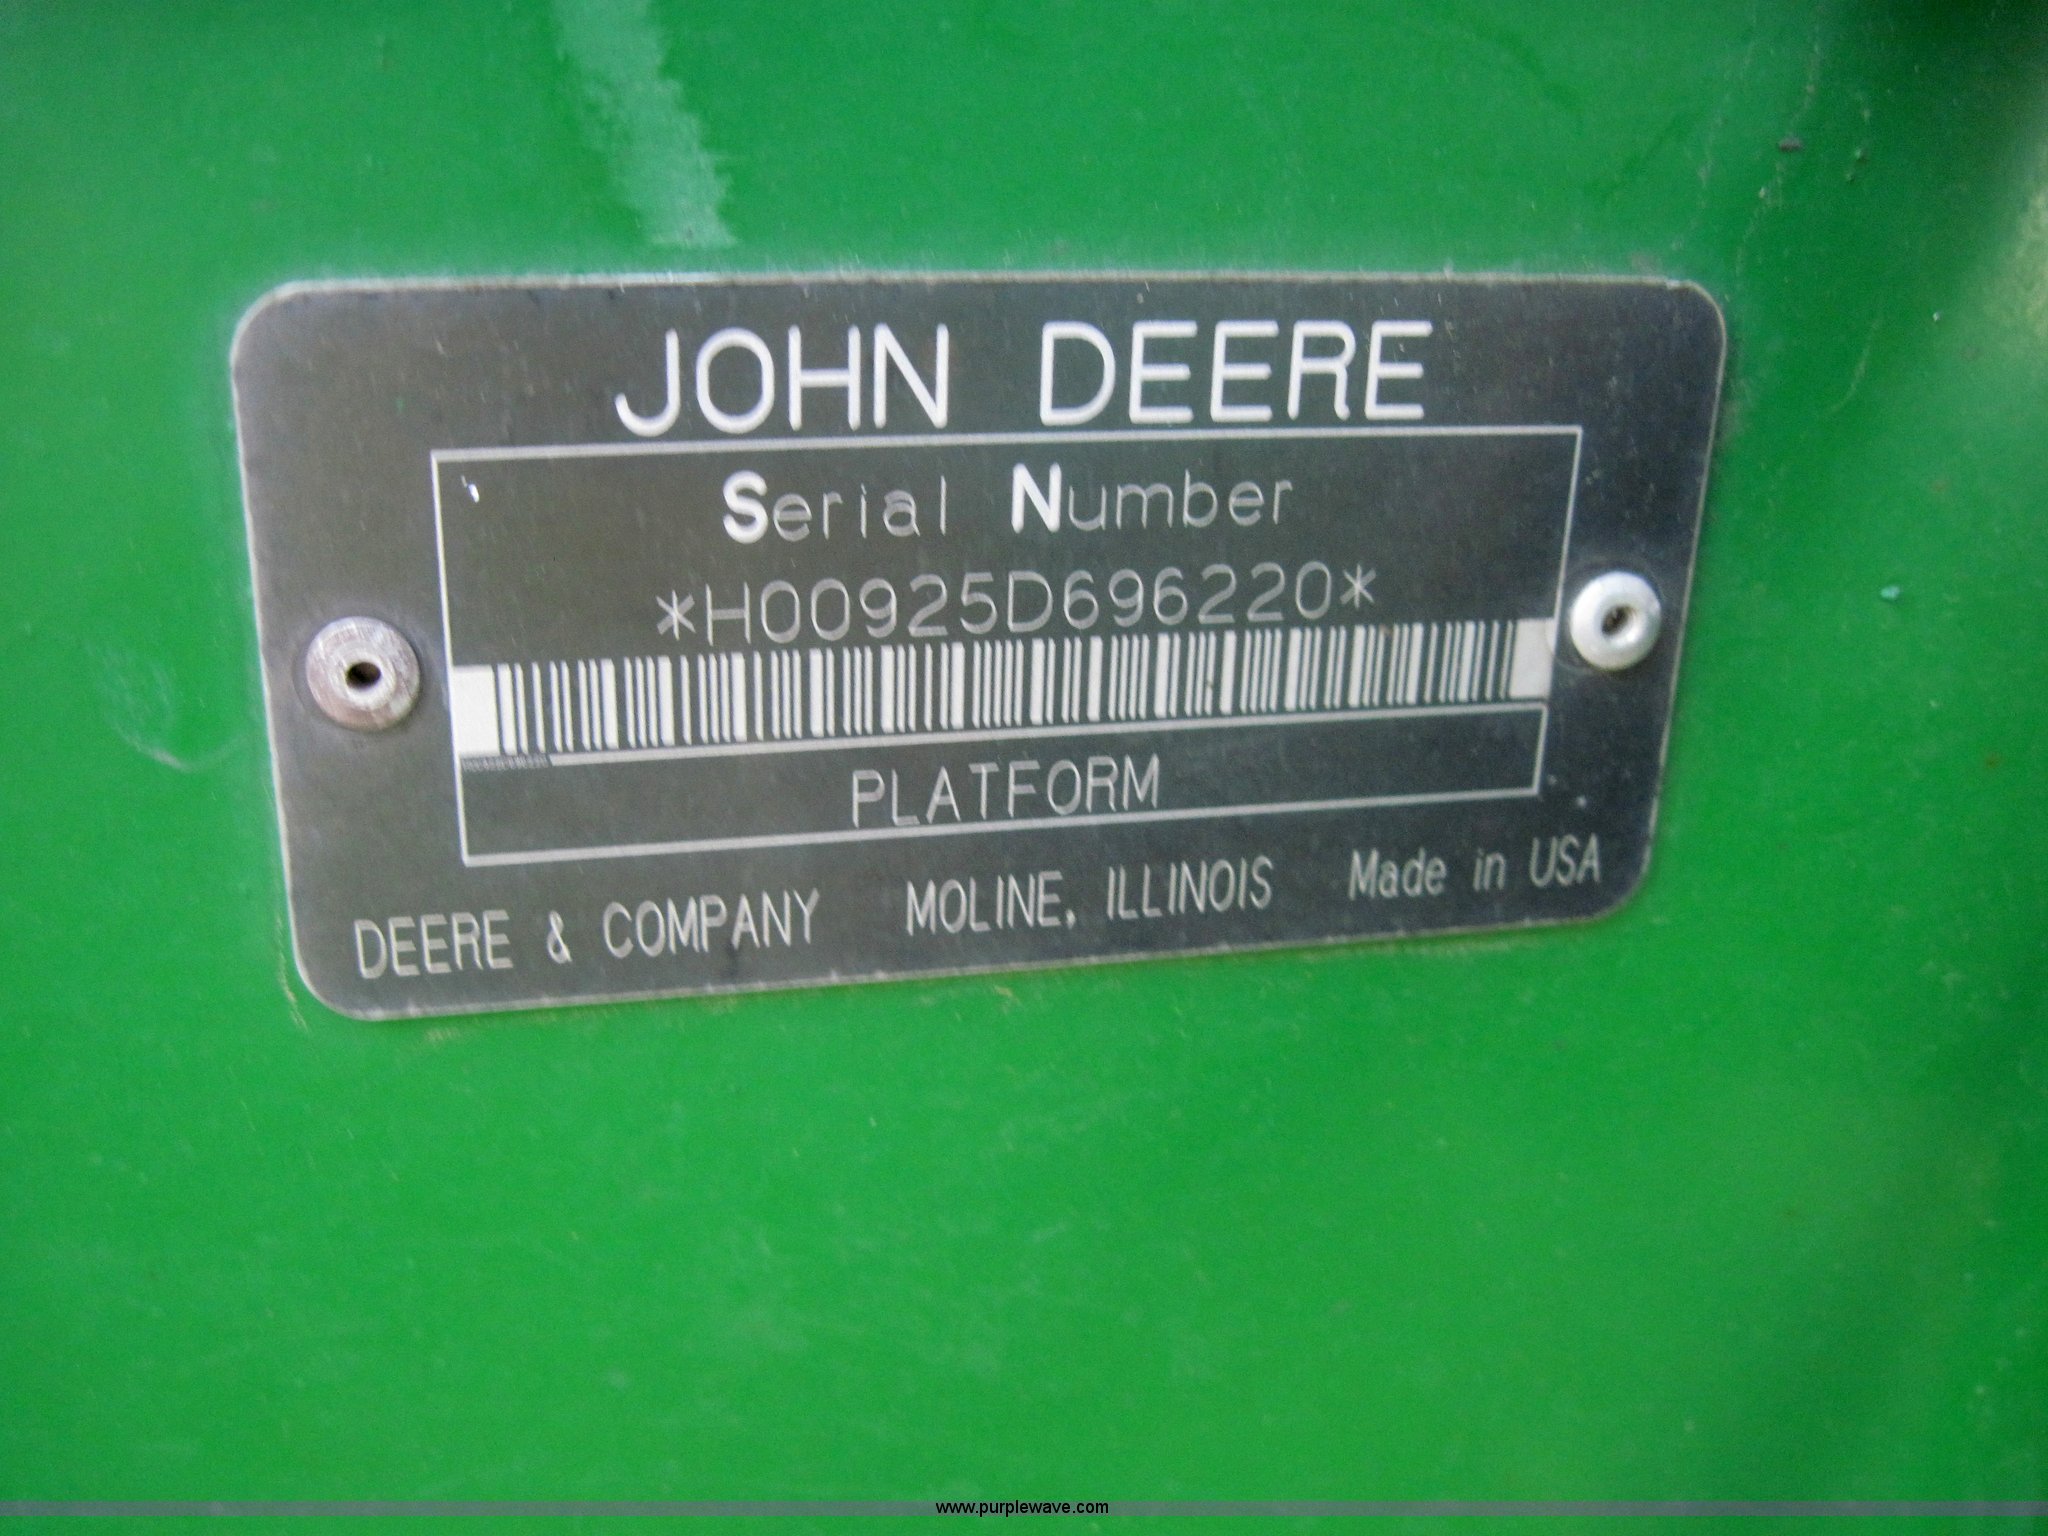 JOHN DEERE
Serial Number
*H00925D696220*
PLATFORM
DEERE & COMPANY MOLINE, ILLINOIS Made in USA
www.purplewave.com